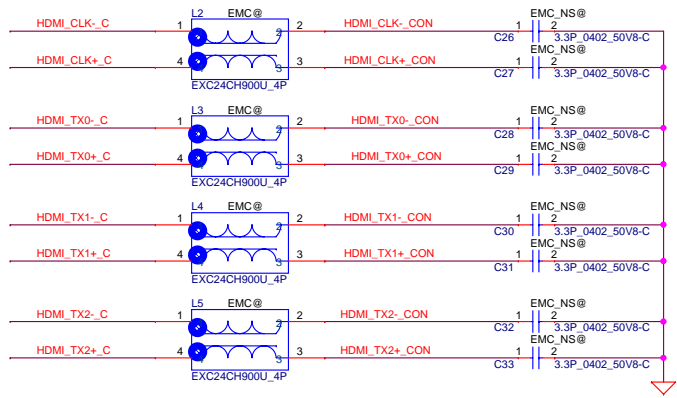 L2 EMC@ EMC_NS@
HDMI_CLK-_C 1 2 HDMI_CLK-_CON 1 2
C26 3.3P_0402_50V8-C
EMC_NS@
HDMI_CLK+_C 4 3 HDMI_CLK+_CON 1 2
C27 3.3P_0402_50V8-C
EXC24CH900U_4P
L3 EMC@ EMC_NS@
HDMI_TX0-_C 1 2 HDMI_TX0-_CON 1 2
C28 3.3P_0402_50V8-C
EMC_NS@
HDMI_TX0+_C 4 3 HDMI_TX0+_CON 1 2
C29 3.3P_0402_50V8-C
EXC24CH900U_4P
L4 EMC@ EMC_NS@
HDMI_TX1-_C 1 2 HDMI_TX1-_CON 1 2
C30 3.3P_0402_50V8-C
EMC_NS@
HDMI_TX1+_C 4 3 HDMI_TX1+_CON 1 2
C31 3.3P_0402_50V8-C
EXC24CH900U_4P
L5 EMC@ EMC_NS@
HDMI_TX2-_C 1 2 HDMI_TX2-_CON 1 2
C32 3.3P_0402_50V8-C
EMC_NS@
HDMI_TX2+_C 4 3 HDMI_TX2+_CON 1 2
C33 3.3P_0402_50V8-C
EXC24CH900U_4P